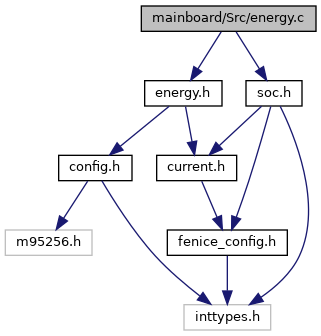 mainboard/Src/energy.c
energy.h
soc.h
config.h
current.h
m95256.h
fenice_config.h
inttypes.h